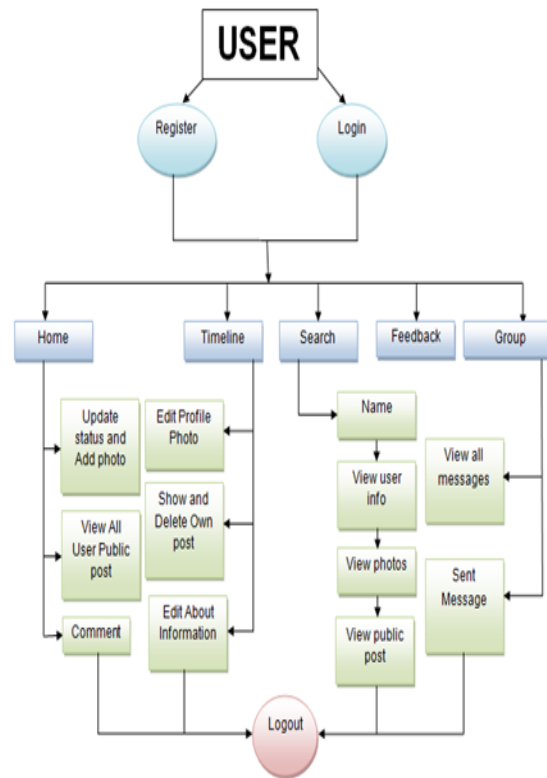 USER
Register
Login
Home
Timeline
Search
Feedback
Group
Update
status and
Add photo
View All
User Public
post
Comment
Edit Profile
Photo
Show and
Delete Own
post
Edit About
Information
Name
View user
info
View photos
View public
post
View all
messages
Sent
Message
Logout